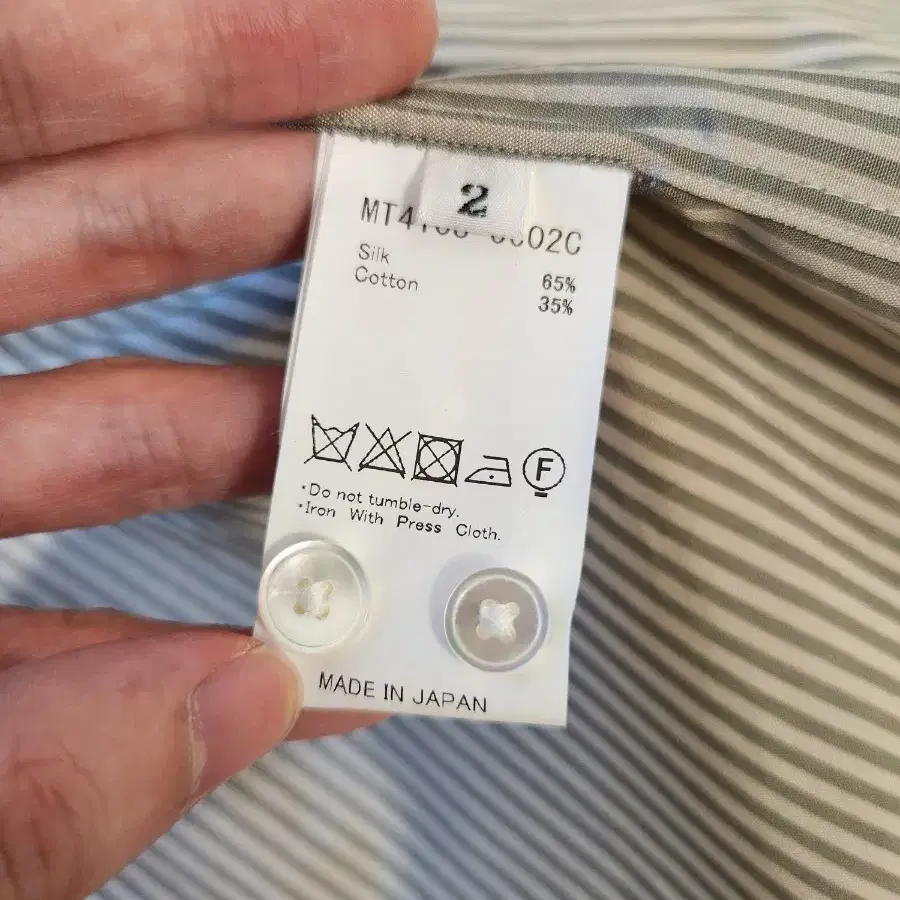 2
Silk 65%
Cotton 35%
F
•Do not tumble-dry.
•Iron With Press Cloth.
MADE IN JAPAN